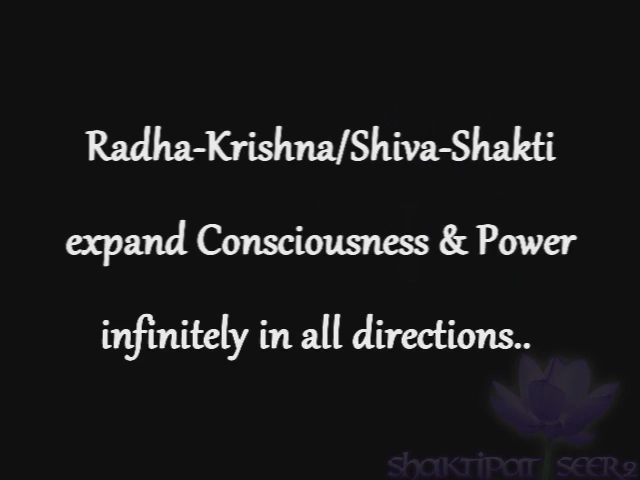 Radha-Krishna/Shiva-Shakti
expand Consciousness & Power
infinitely in all directions..
SHAKTIPAT SEER2